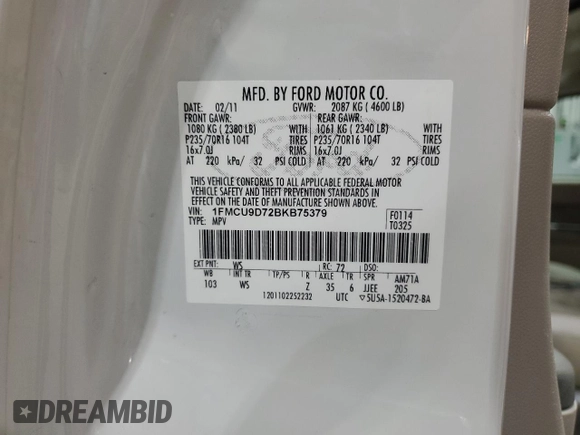 MFD. BY FORD MOTOR CO.
DATE: 02/11 GVWR: 2087 KG ( 4600 LB)
FRONT GAWR: REAR GAWR:
1080 KG ( 2380 LB) WITH 1061 KG ( 2340 LB) WITH
P235/70R16 104T TIRES P235/70R16 104T TIRES
16x7.0J RIMS 16x7.0J RIMS
AT 220 kPa/ 32 PSI COLD AT 220 kPa/ 32 PSI COLD
THIS VEHICLE CONFORMS TO ALL APPLICABLE FEDERAL MOTOR
VEHICLE SAFETY AND THEFT PREVENTION STANDARDS IN
EFFECT ON THE DATE OF MANUFACTURE SHOWN ABOVE.
VIN: 1FMCU9D72BKB75379 F0114
TYPE: MPV T0325
EXT PNT: WS RC: 72 DSO:
WB INT TR TP/PS R AXLE TR SPR AM71A
103 WS Z 35 6 JJEE 205
1201102252232 UTC 5U5A-1520472-BA
DREAMBID